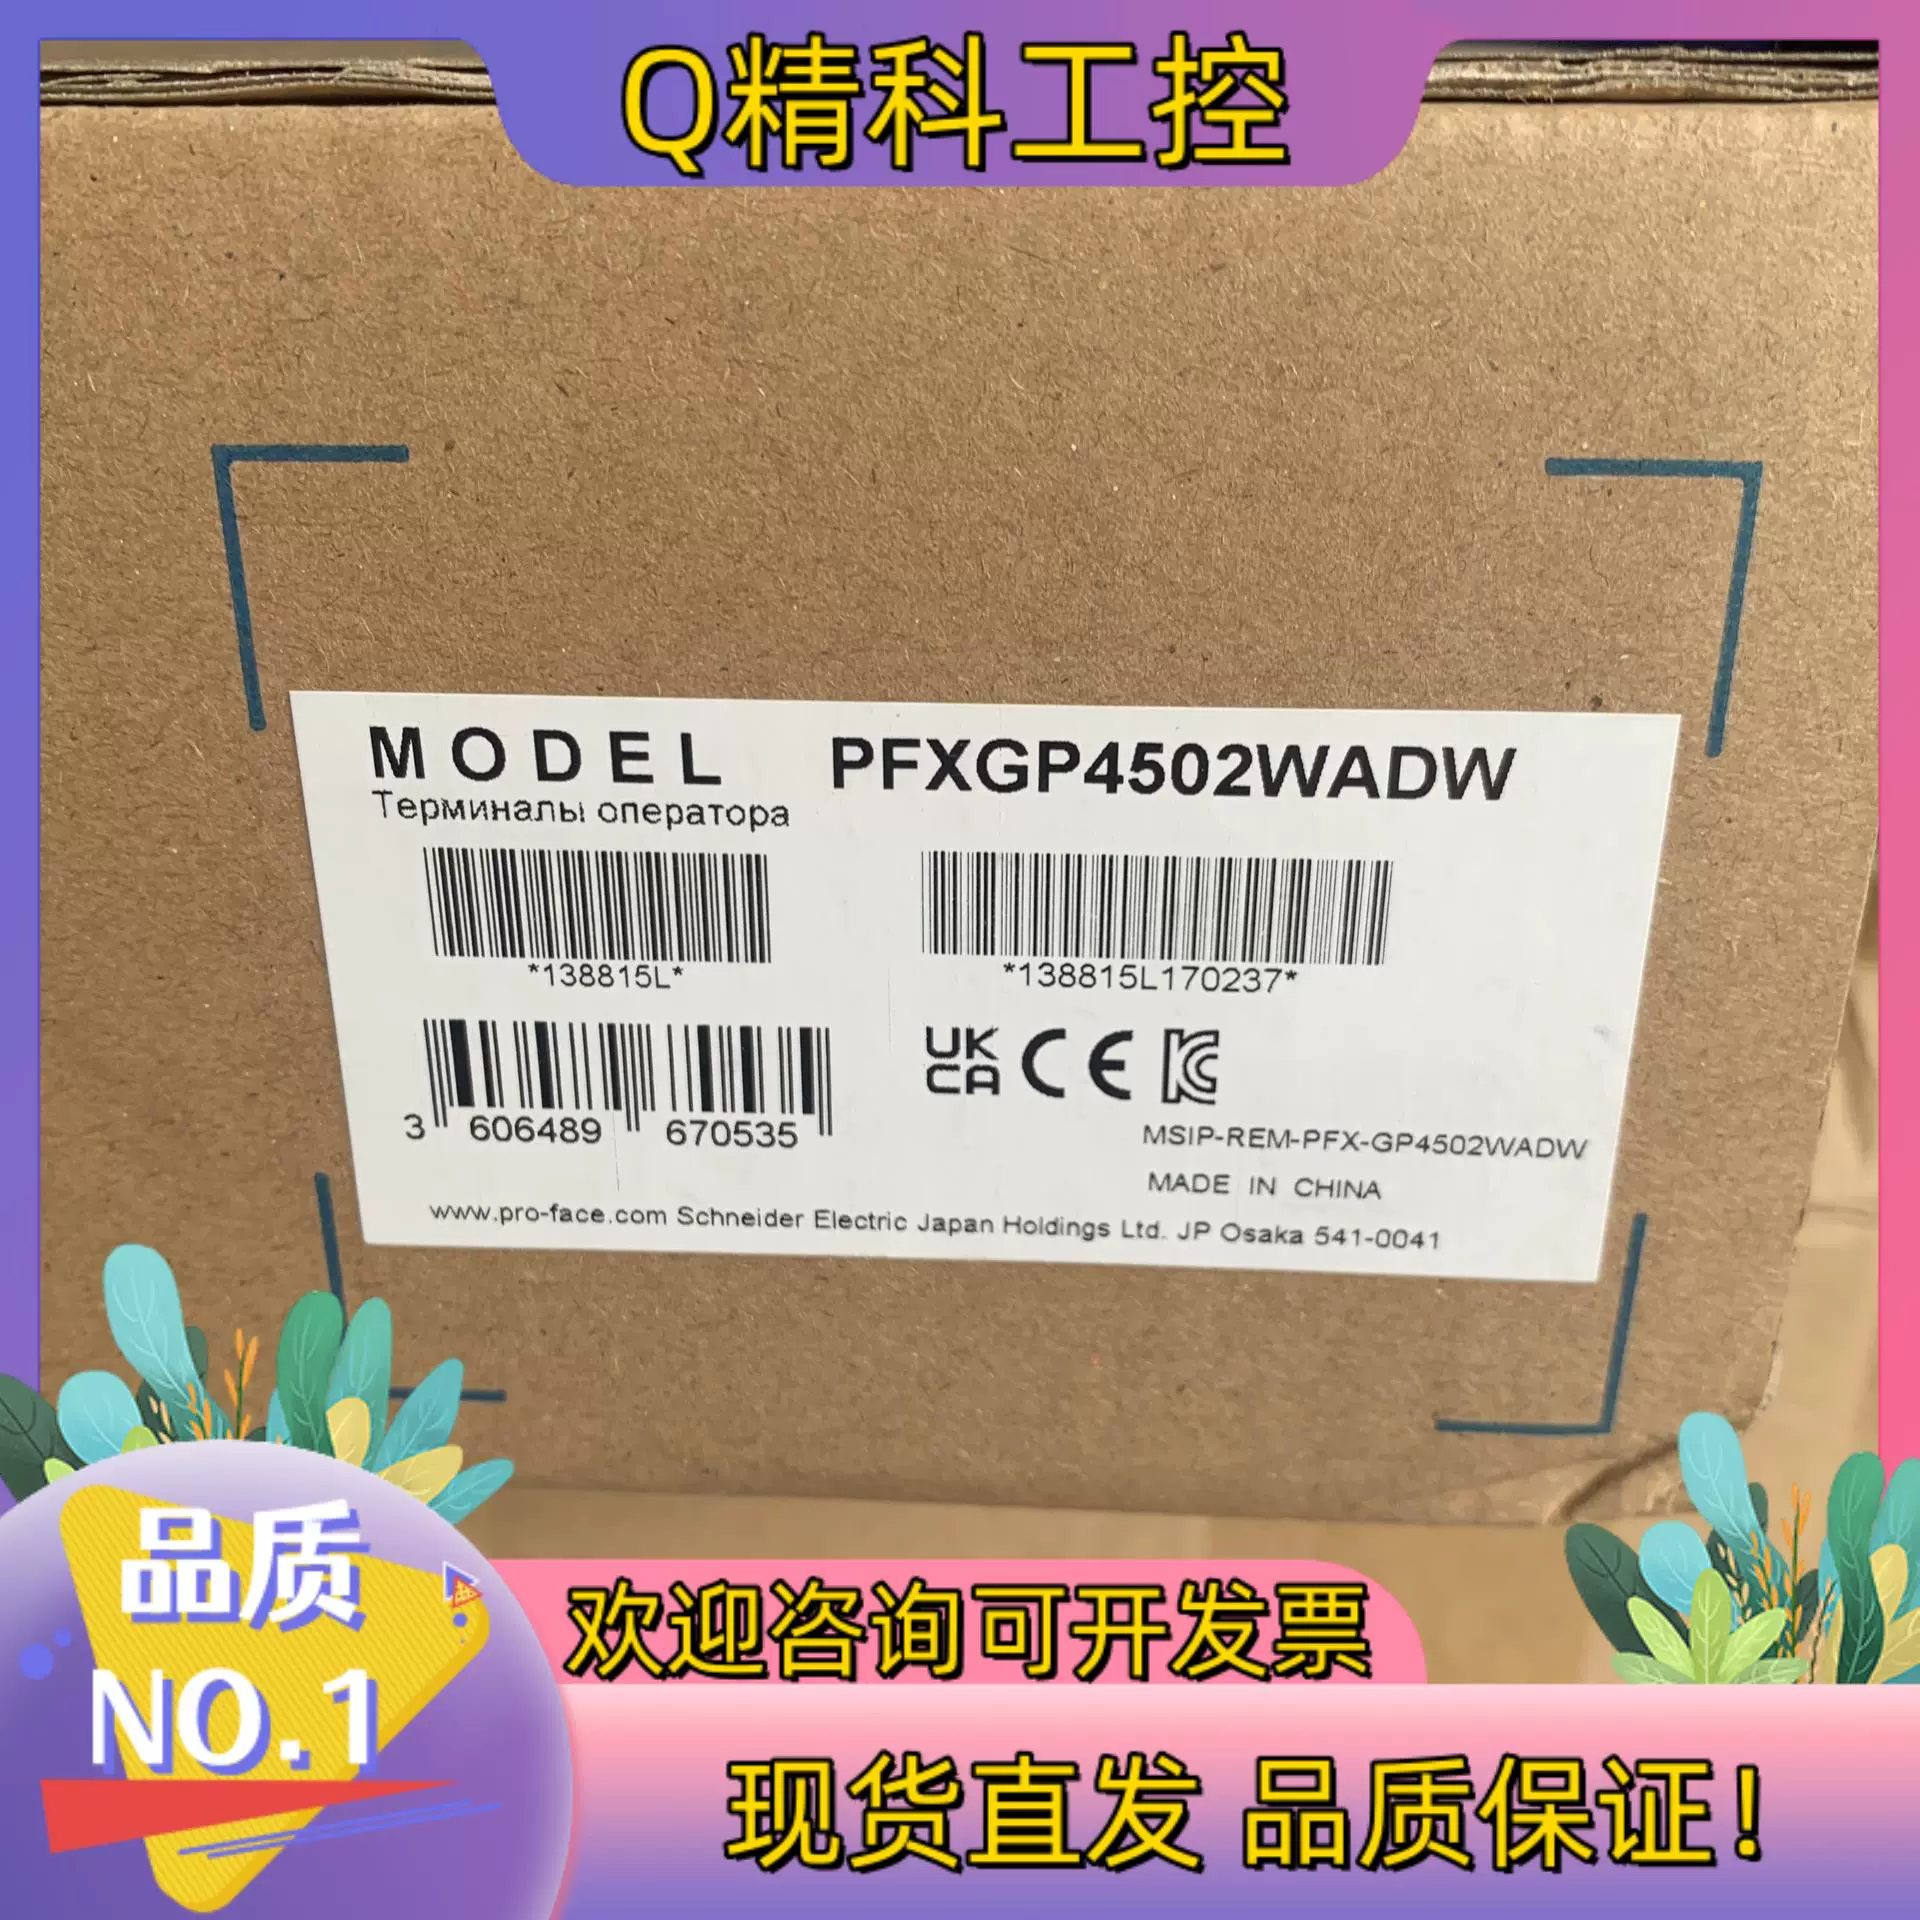 Q精科工控
MODEL PFXGP4502WADW
Терминалы оператора
*138815L* *138815L170237*
UK CA CE KC
3 606489 670535
MSIP-REM-PFX-GP4502WADW
MADE IN CHINA
www.pro-face.com Schneider Electric Japan Holdings Ltd. JP Osaka 541-0041
品质
NO.1
欢迎咨询可开发票
现货直发 品质保证!